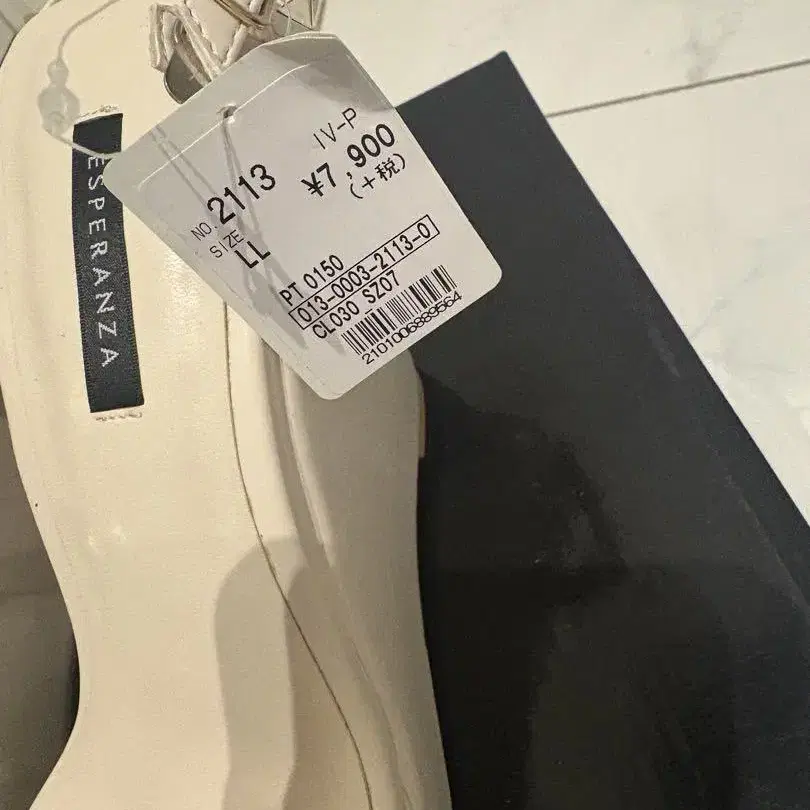 ESPERANZA
IV-P
NO. 2113
¥7,900
(+税)
SIZE
LL
PT 0150
013-0003-2113-0
CL030 SZ07
2101006889564